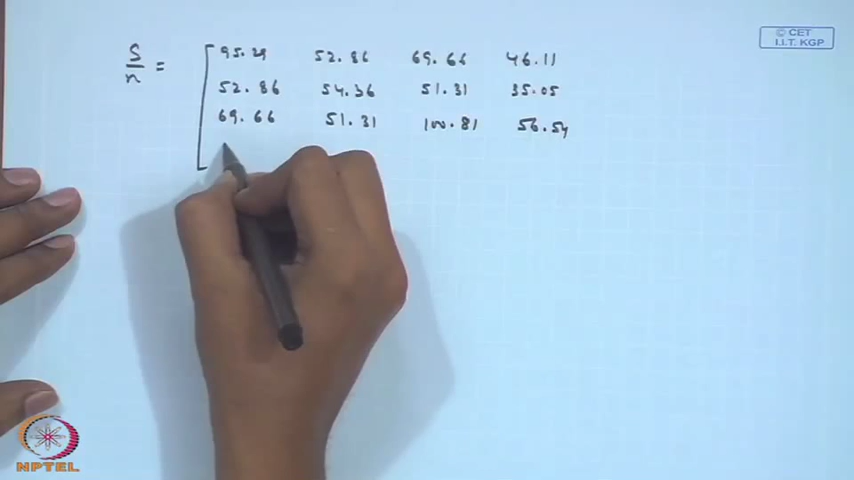 © CET
I.I.T. KGP
S/n = [ 95.29 52.86 69.66 46.11
52.86 54.36 51.31 35.05
69.66 51.31 100.81 56.54
NPTEL